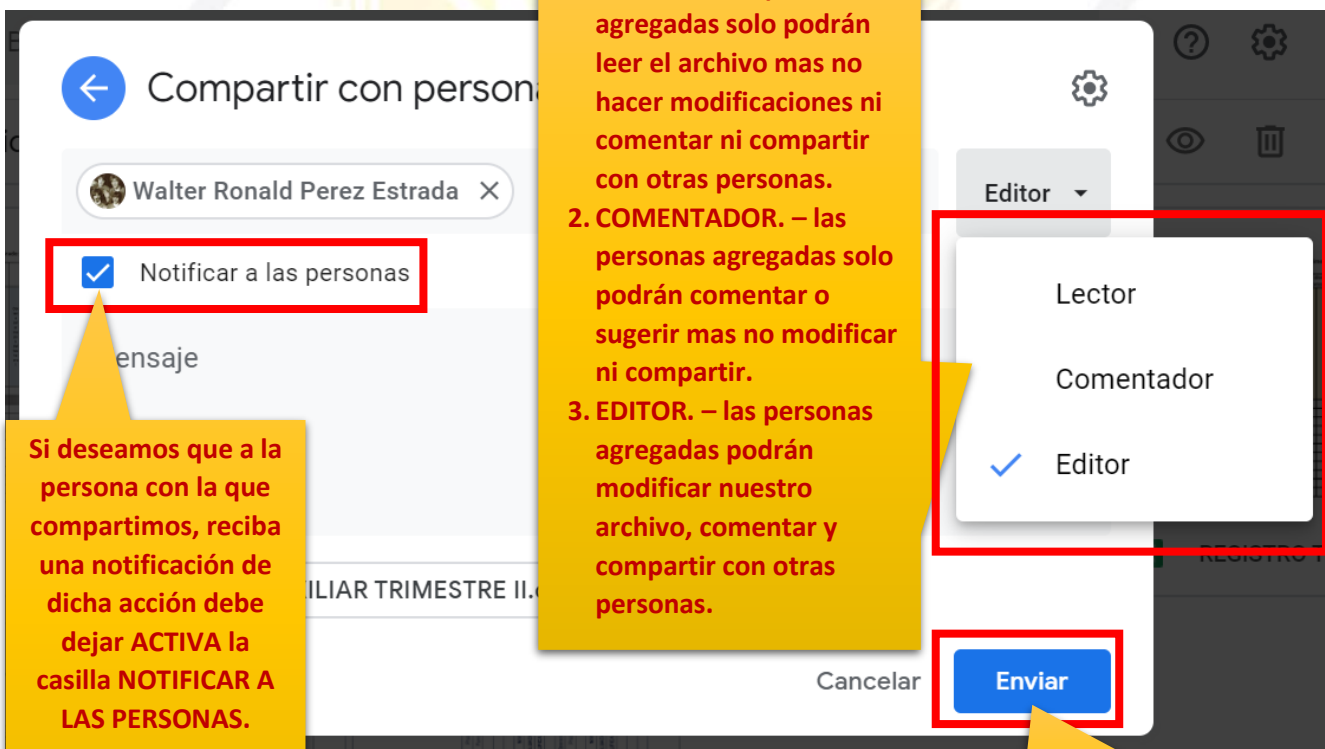 Compartir con person
Walter Ronald Perez Estrada
Editor
Notificar a las personas
ensaje
Lector
Comentador
Editor
agregadas solo podrán
leer el archivo mas no
hacer modificaciones ni
comentar ni compartir
con otras personas.
2. COMENTADOR. – las
personas agregadas solo
podrán comentar o
sugerir mas no modificar
ni compartir.
3. EDITOR. – las personas
agregadas podrán
modificar nuestro
archivo, comentar y
compartir con otras
personas.
Si deseamos que a la
persona con la que
compartimos, reciba
una notificación de
dicha acción debe
dejar ACTIVA la
casilla NOTIFICAR A
LAS PERSONAS.
ILIAR TRIMESTRE II.
REGISTRO T
Cancelar
Enviar